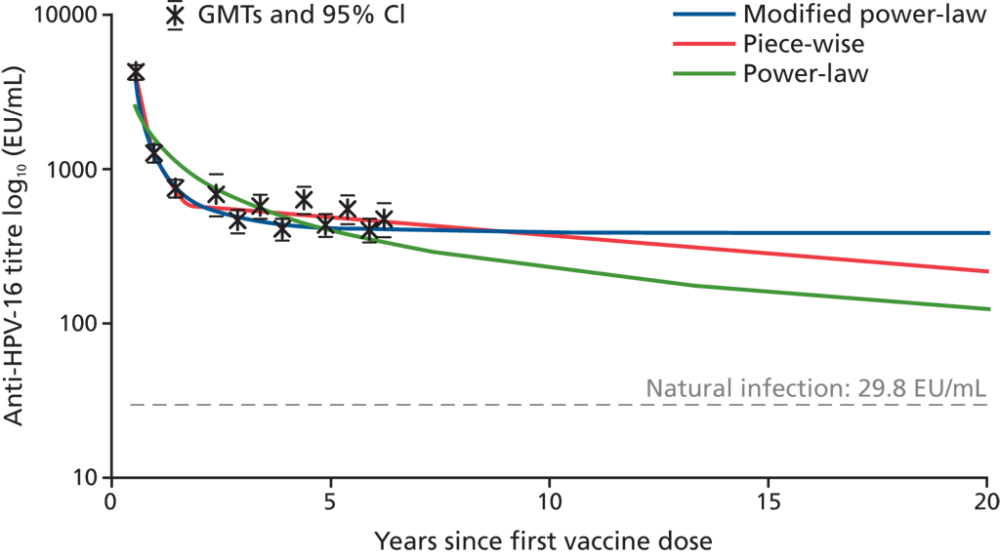 GMTs and 95% Cl
Modified power-law
Piece-wise
Power-law
Anti-HPV-16 titre log₁₀ (EU/mL)
10000
1000
100
10
Natural infection: 29.8 EU/mL
0 5 10 15 20
Years since first vaccine dose